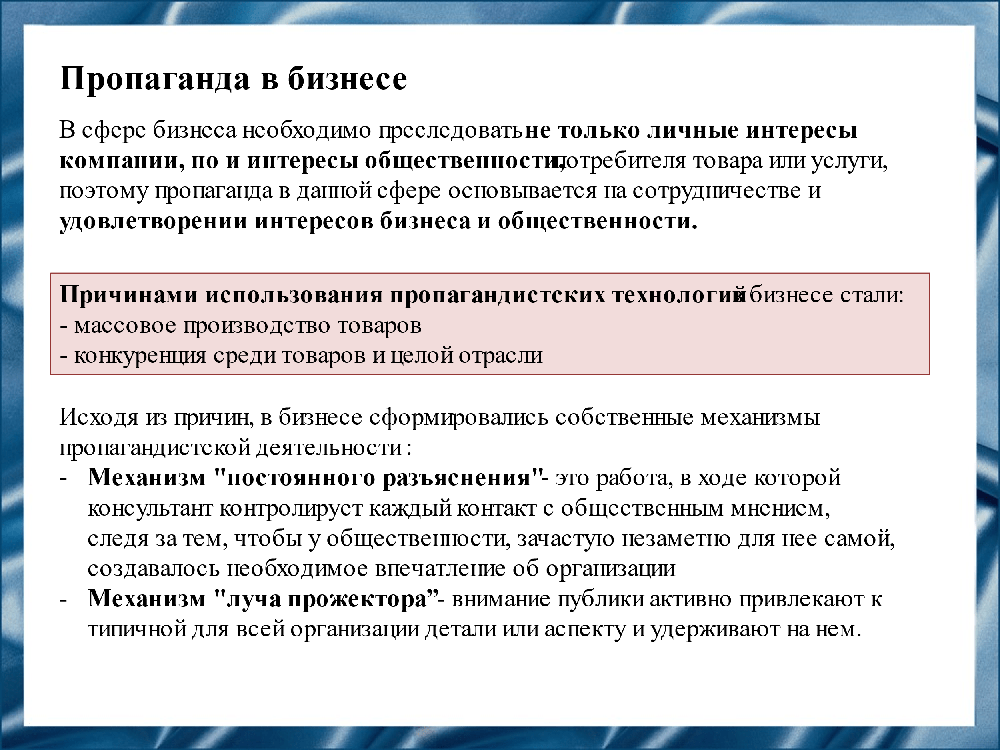 Пропаганда в бизнесе
В сфере бизнеса необходимо преследовать не только личные интересы
компании, но и интересы общественности, потребителя товара или услуги,
поэтому пропаганда в данной сфере основывается на сотрудничестве и
удовлетворении интересов бизнеса и общественности.
Причинами использования пропагандистских технологий в бизнесе стали:
- массовое производство товаров
- конкуренция среди товаров и целой отрасли
Исходя из причин, в бизнесе сформировались собственные механизмы
пропагандистской деятельности :
- Механизм "постоянного разъяснения"- это работа, в ходе которой
консультант контролирует каждый контакт с общественным мнением,
следя за тем, чтобы у общественности, зачастую незаметно для нее самой,
создавалось необходимое впечатление об организации
- Механизм "луча прожектора”- внимание публики активно привлекают к
типичной для всей организации детали или аспекту и удерживают на нем.